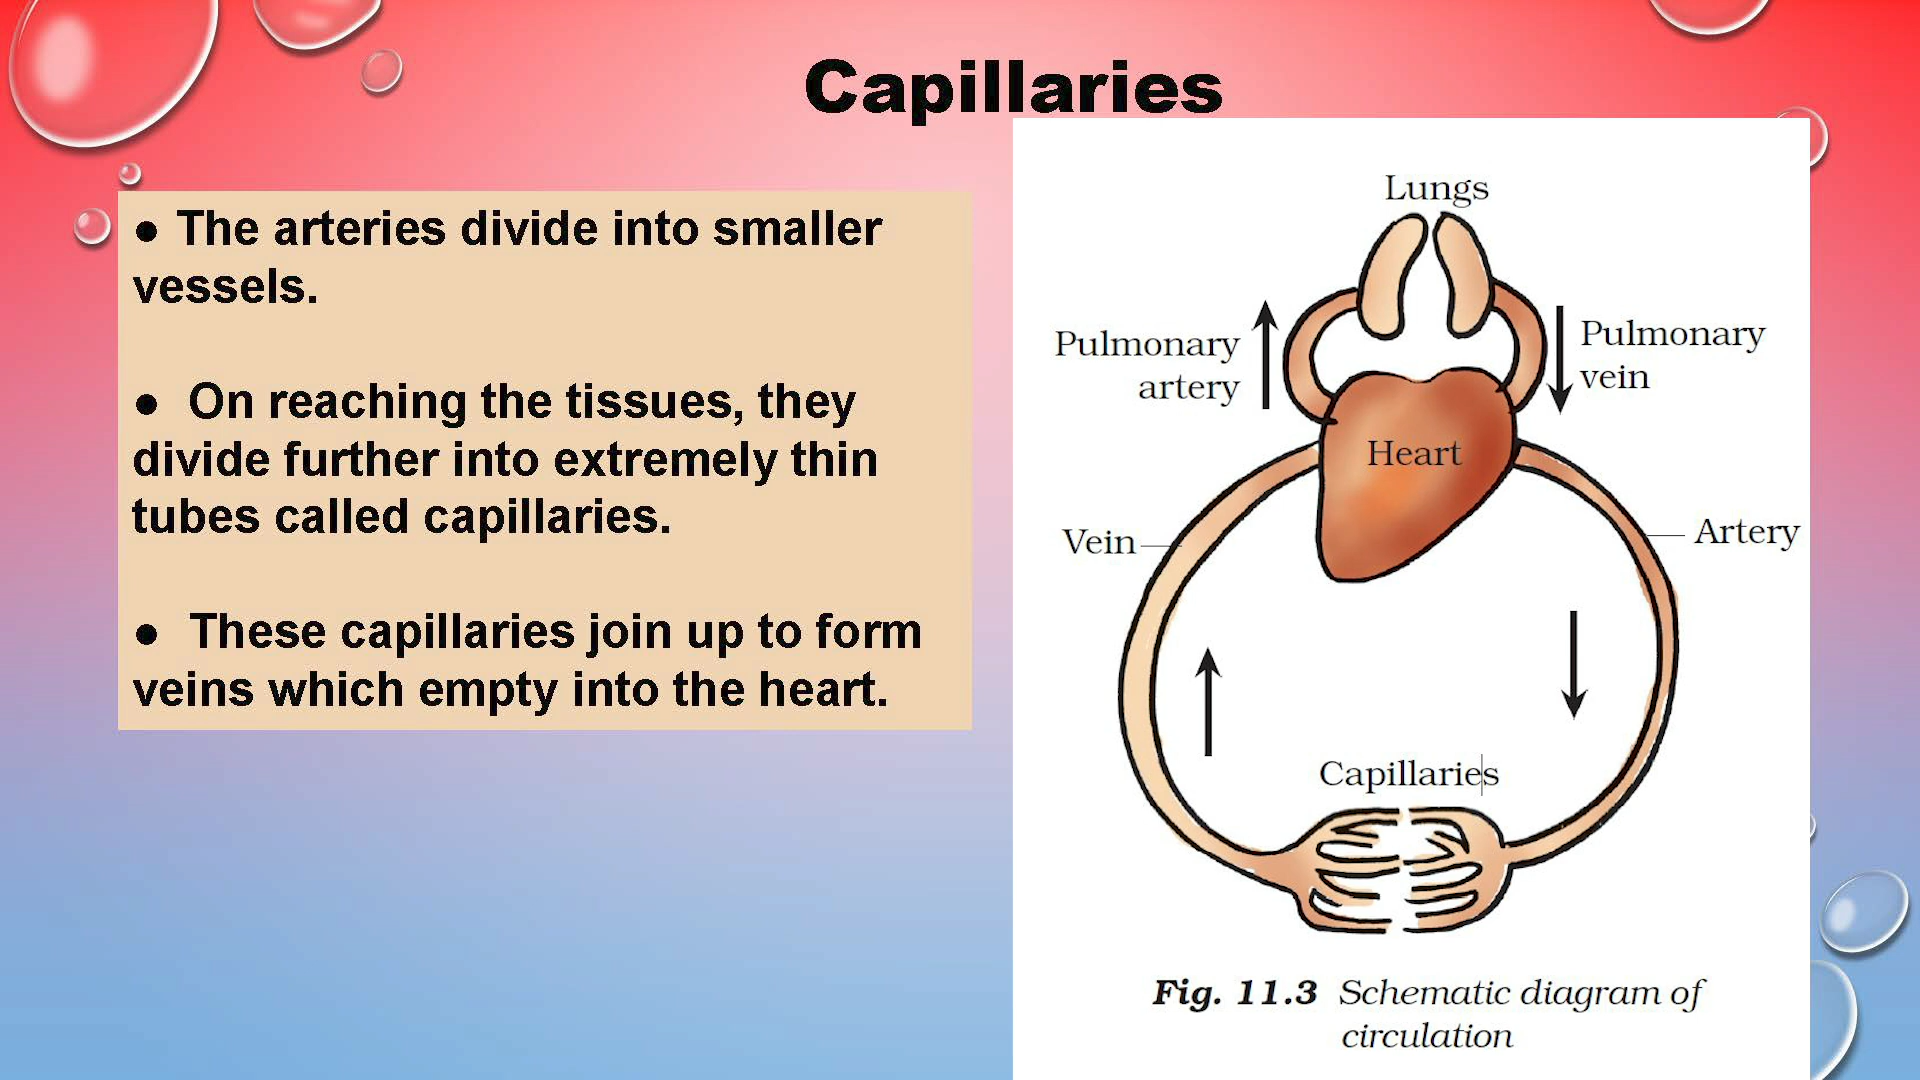 Capillaries
● The arteries divide into smaller
vessels.
● On reaching the tissues, they
divide further into extremely thin
tubes called capillaries.
● These capillaries join up to form
veins which empty into the heart.
Lungs
Pulmonary
artery
Pulmonary
vein
Heart
Vein
Artery
Capillaries
Fig. 11.3 Schematic diagram of
circulation